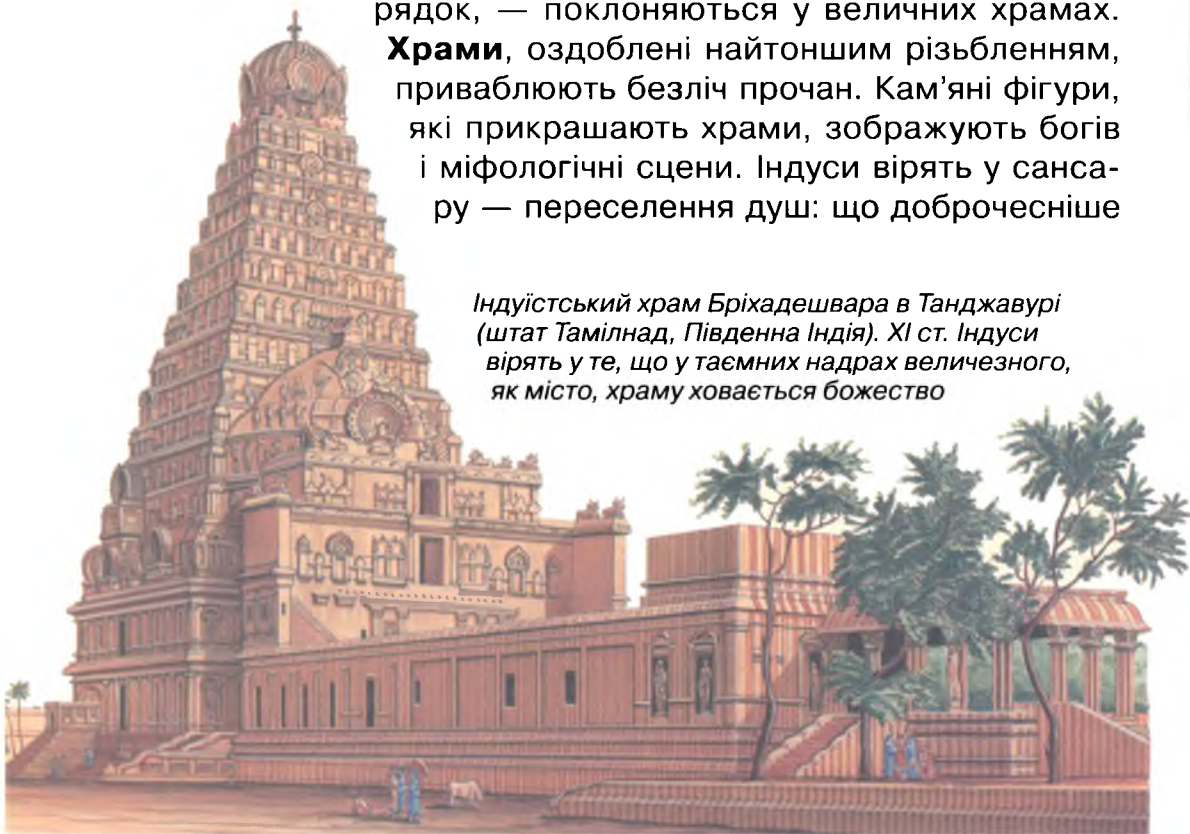 рядок, — поклоняються у величних храмах.
Храми, оздоблені найтоншим різьбленням,
приваблюють безліч прочан. Кам’яні фігури,
які прикрашають храми, зображують богів
і міфологічні сцени. Індуси вірять у санса-
ру — переселення душ: що доброчесніше
Індуїстський храм Бріхадешвара в Танджавурі
(штат Тамілнад, Південна Індія). XI ст. Індуси
вірять у те, що у таємних надрах величезного,
як місто, храму ховається божество